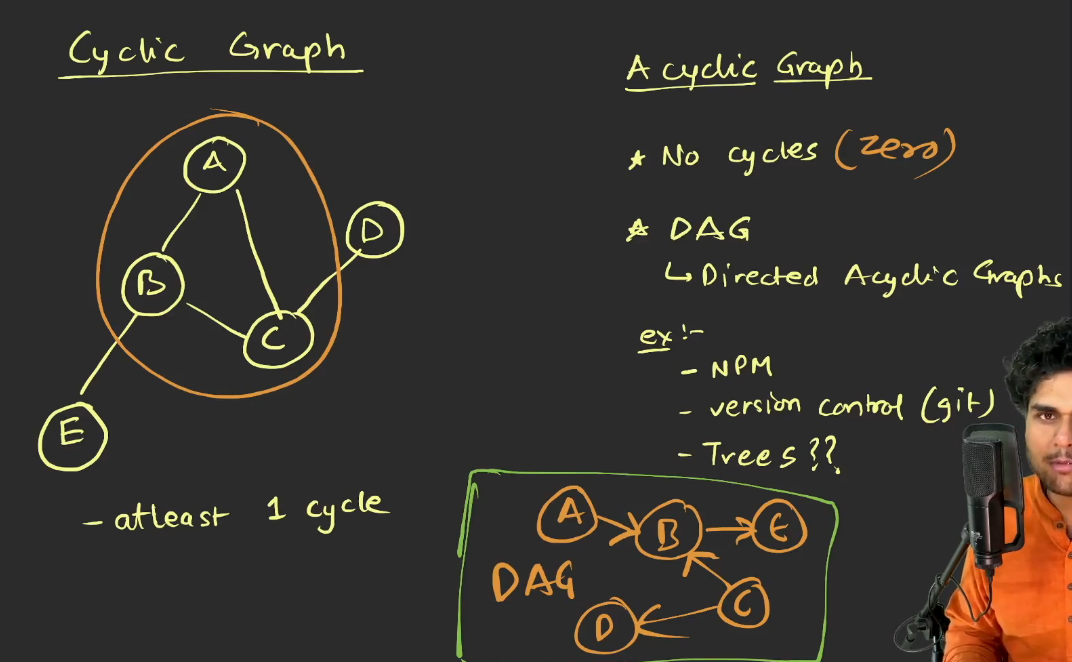 Cyclic Graph
A
B
C
D
E
- atleast 1 cycle
Acyclic Graph
* No cycles (zero)
* DAG
↳ Directed Acyclic Graphs
ex :-
- NPM
- version control (git)
- Trees ??
A
B
E
DAG
C
D